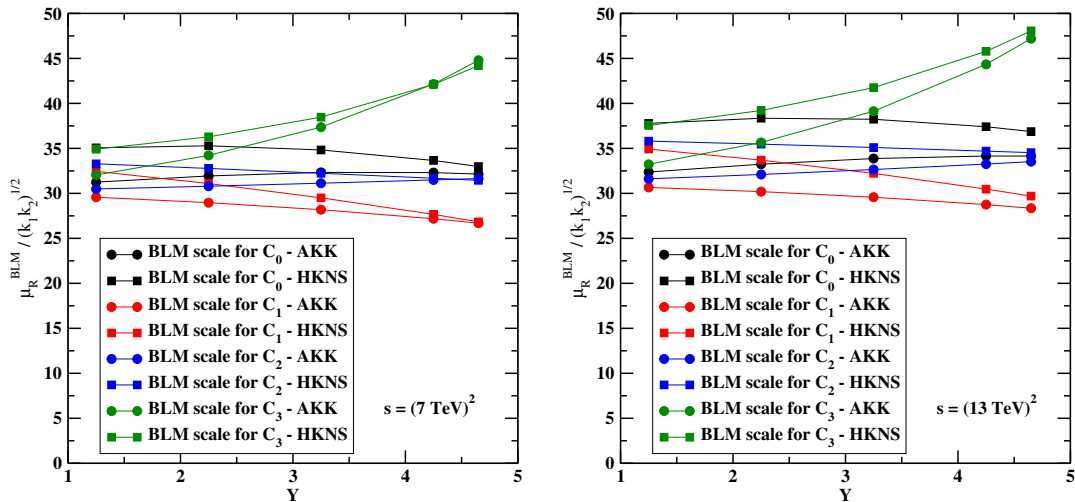 50
45
40
35
30
25
20
15
10
5
0
μ_R^BLM / (k_1 k_2)^1/2
BLM scale for C_0 - AKK
BLM scale for C_0 - HKNS
BLM scale for C_1 - AKK
BLM scale for C_1 - HKNS
BLM scale for C_2 - AKK
BLM scale for C_2 - HKNS
BLM scale for C_3 - AKK
BLM scale for C_3 - HKNS
s = (7 TeV)^2
1 2 3 4 5
Y
50
45
40
35
30
25
20
15
10
5
0
μ_R^BLM / (k_1 k_2)^1/2
BLM scale for C_0 - AKK
BLM scale for C_0 - HKNS
BLM scale for C_1 - AKK
BLM scale for C_1 - HKNS
BLM scale for C_2 - AKK
BLM scale for C_2 - HKNS
BLM scale for C_3 - AKK
BLM scale for C_3 - HKNS
s = (13 TeV)^2
1 2 3 4 5
Y